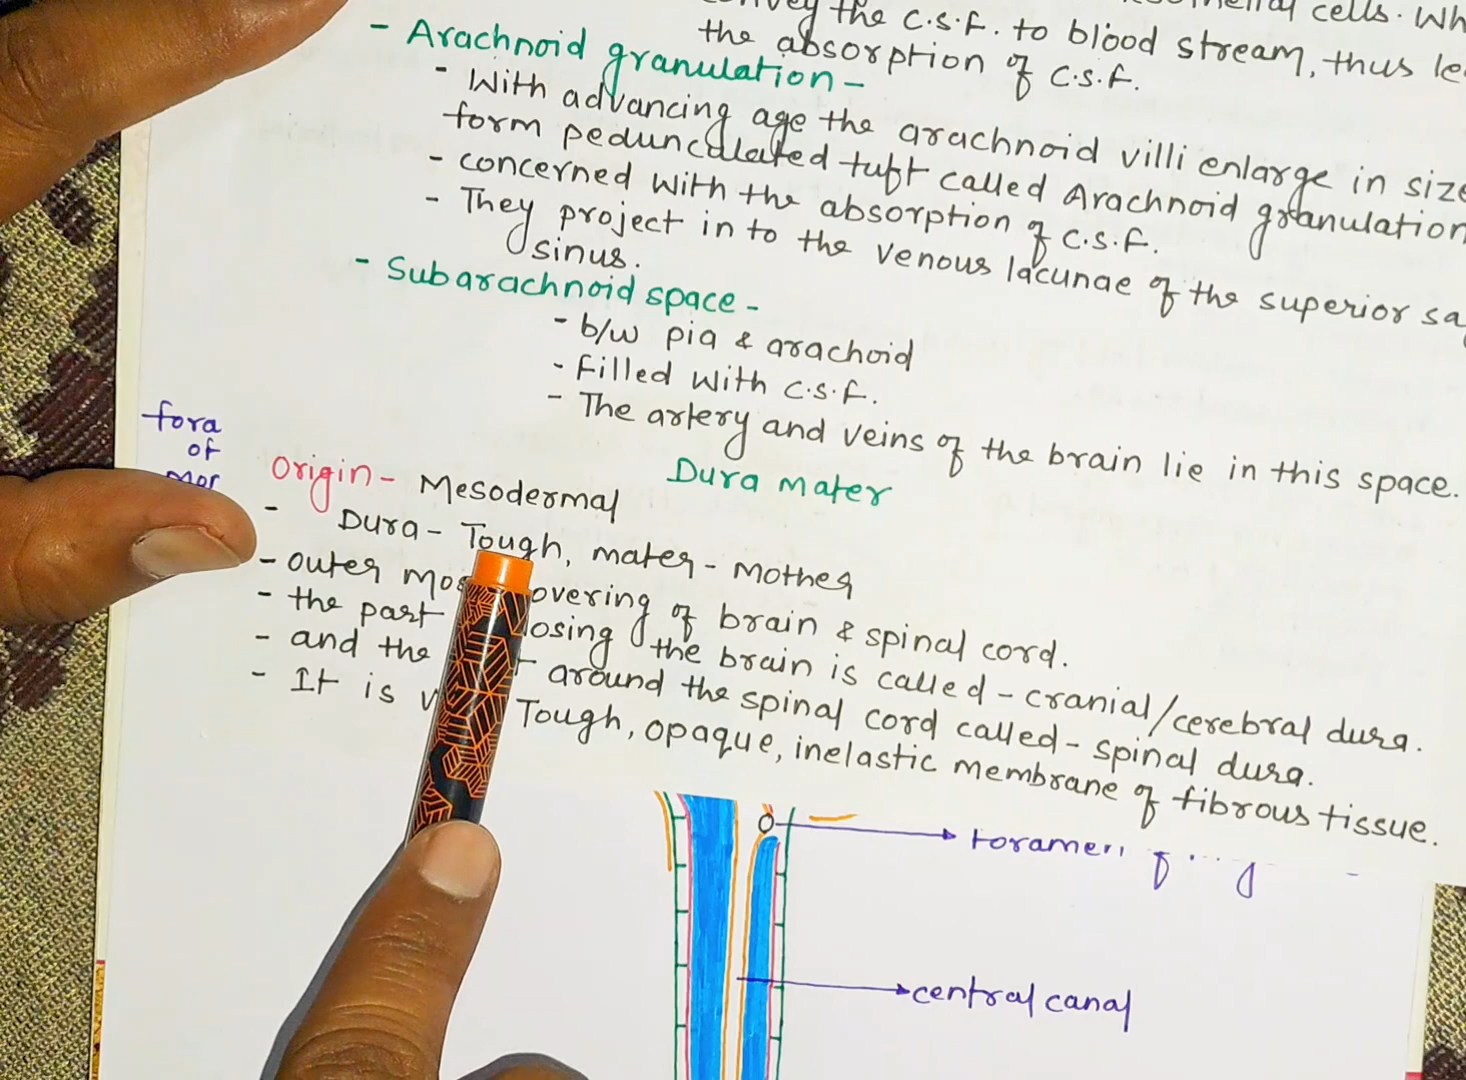 the c.s.f. to blood stream, thus
the absorption of c.s.f.
- Arachnoid granulation -
- With advancing age the arachnoid villi enlarge in size
form pedunculated tuft called Arachnoid granulation
- concerned with the absorption of c.s.f.
- They project in to the venous lacunae of the superior
sinus.
- Subarachnoid space -
- b/w pia & arachoid
- Filled with c.s.f.
- The artery and veins of the brain lie in this space.
Dura mater
Origin - Mesodermal
- Dura - Tough, mater - Mother
- outer covering of brain & spinal cord.
- the part the brain is called - cranial/cerebral dura.
- and the around the spinal cord called - spinal dura.
- It is Tough, opaque, inelastic membrane of fibrous tissue.
of
central canal